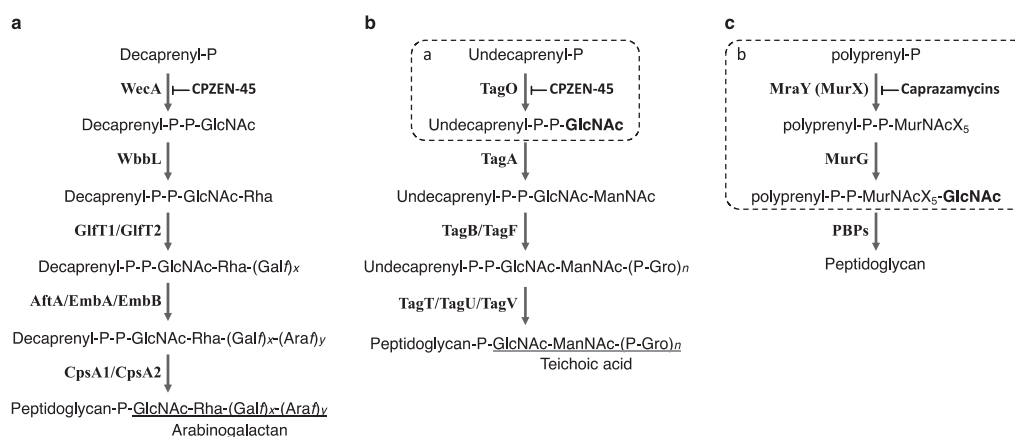 a
Decaprenyl-P
WecA CPZEN-45
Decaprenyl-P-P-GlcNAc
WbbL
Decaprenyl-P-P-GlcNAc-Rha
GlfT1/GlfT2
Decaprenyl-P-P-GlcNAc-Rha-(Galf)x
AftA/EmbA/EmbB
Decaprenyl-P-P-GlcNAc-Rha-(Galf)x-(Araf)y
CpsA1/CpsA2
Peptidoglycan-P-GlcNAc-Rha-(Galf)x-(Araf)y
Arabinogalactan
b
a
Undecaprenyl-P
TagO CPZEN-45
Undecaprenyl-P-P-GlcNAc
TagA
Undecaprenyl-P-P-GlcNAc-ManNAc
TagB/TagF
Undecaprenyl-P-P-GlcNAc-ManNAc-(P-Gro)n
TagT/TagU/TagV
Peptidoglycan-P-GlcNAc-ManNAc-(P-Gro)n
Teichoic acid
c
b
polyprenyl-P
MraY (MurX) Caprazamycins
polyprenyl-P-P-MurNAcX5
MurG
polyprenyl-P-P-MurNAcX5-GlcNAc
PBPs
Peptidoglycan